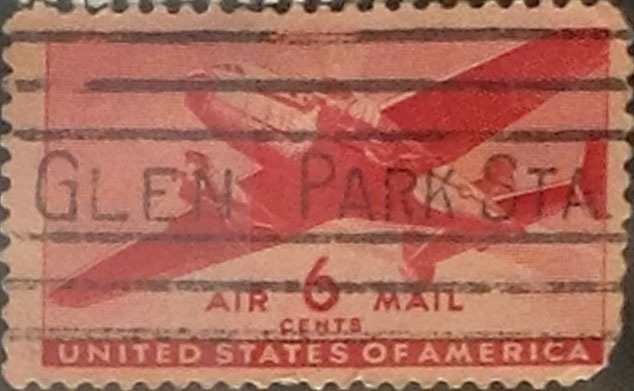 GLEN PARK STA.
AIR 6 MAIL
CENTS
UNITED STATES OF AMERICA